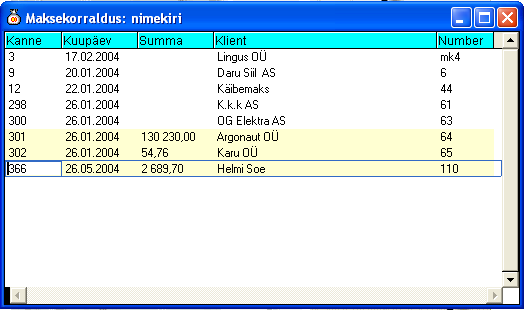 Maksekorraldus: nimekiri
Kanne Kuupäev Summa Klient Number
3 17.02.2004 Lingus OÜ mk4
9 20.01.2004 Daru Siil AS 6
12 22.01.2004 Käibemaks 44
298 26.01.2004 K.k.k AS 61
300 26.01.2004 OG Elektra AS 63
301 26.01.2004 130 230,00 Argonaut OÜ 64
302 26.01.2004 54,76 Karu OÜ 65
366 26.05.2004 2 689,70 Helmi Soe 110